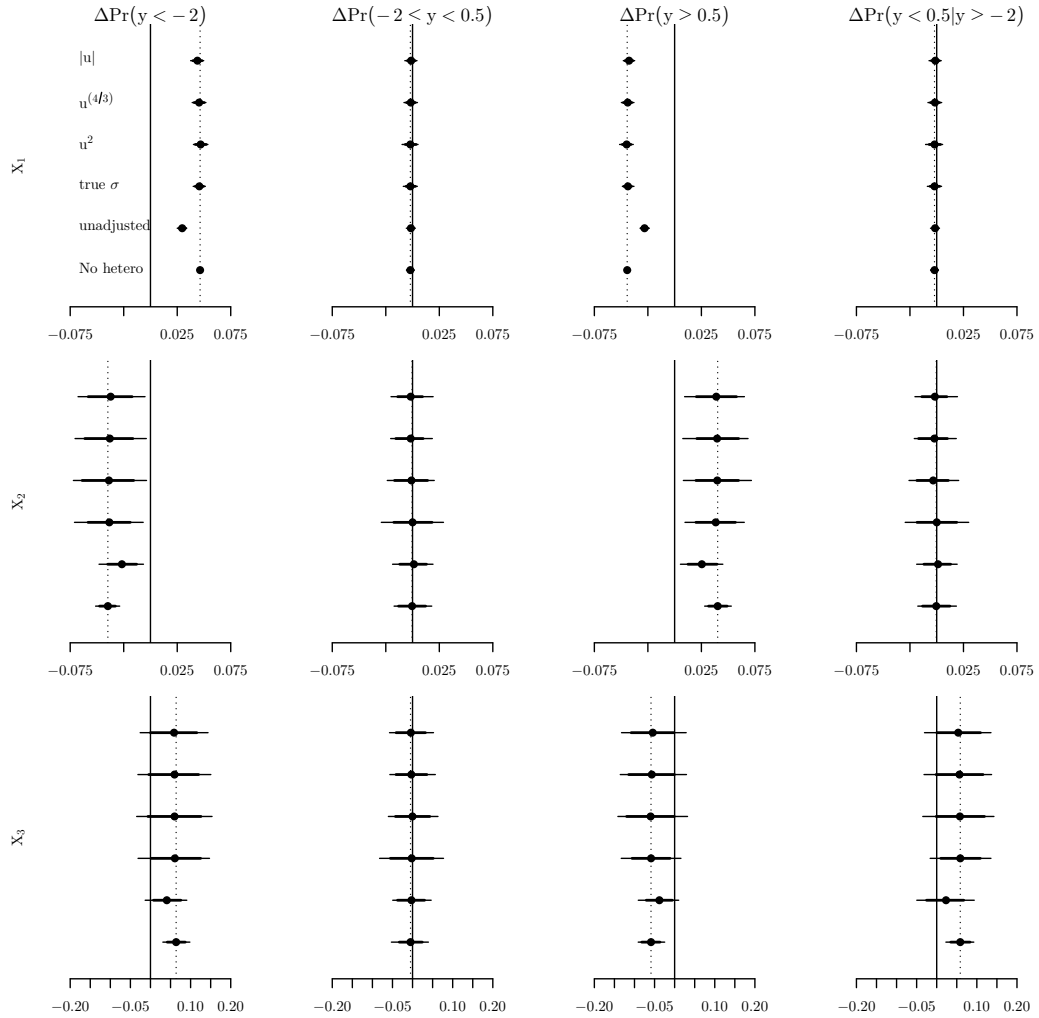 ΔPr(y < −2) ΔPr(−2 < y < 0.5) ΔPr(y > 0.5) ΔPr(y < 0.5|y > −2)
|u|
u^(4/3)
u²
X₁
true σ
unadjusted
No hetero
−0.075 0.025 0.075 −0.075 0.025 0.075 −0.075 0.025 0.075 −0.075 0.025 0.075
X₂
−0.075 0.025 0.075 −0.075 0.025 0.075 −0.075 0.025 0.075 −0.075 0.025 0.075
X₃
−0.20 −0.05 0.10 0.20 −0.20 −0.05 0.10 0.20 −0.20 −0.05 0.10 0.20 −0.20 −0.05 0.10 0.20